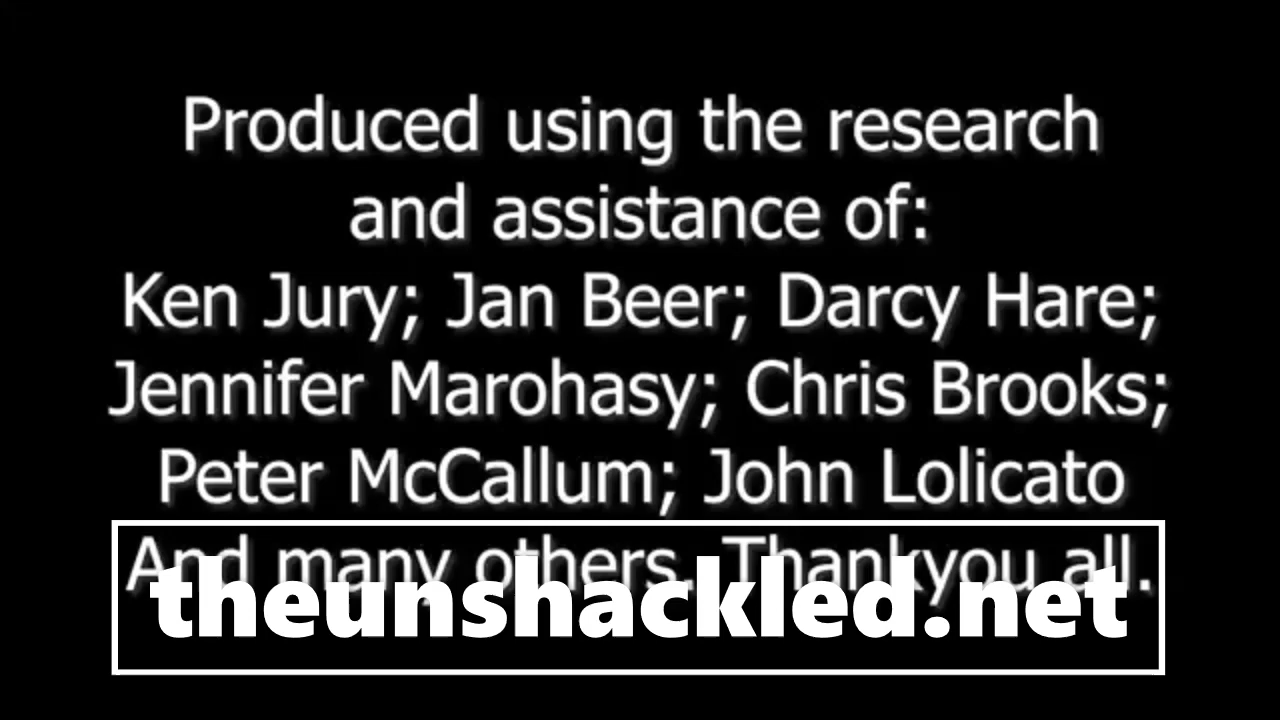 Produced using the research
and assistance of:
Ken Jury; Jan Beer; Darcy Hare;
Jennifer Marohasy; Chris Brooks;
Peter McCallum; John Lolicato
And many others. Thankyou all.
theunshackled.net